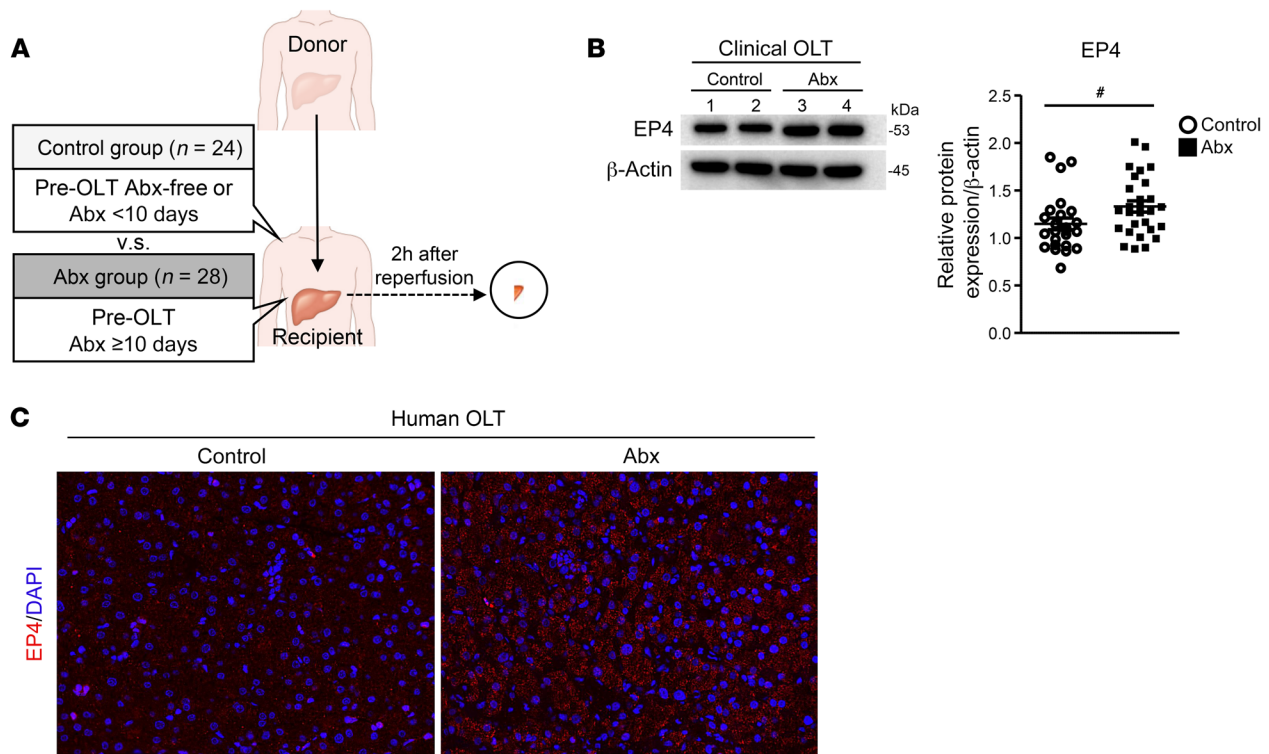 A
Donor
Control group (n = 24)
Pre-OLT Abx-free or
Abx <10 days
v.s.
Abx group (n = 28)
Pre-OLT
Abx ≥10 days
Recipient
2h after
reperfusion
B
Clinical OLT
Control Abx
1 2 3 4
kDa
EP4
-53
β-Actin
-45
EP4
#
Relative protein
expression/β-actin
2.5
2.0
1.5
1.0
0.5
0.0
Control
Abx
C
Human OLT
Control Abx
EP4/DAPI